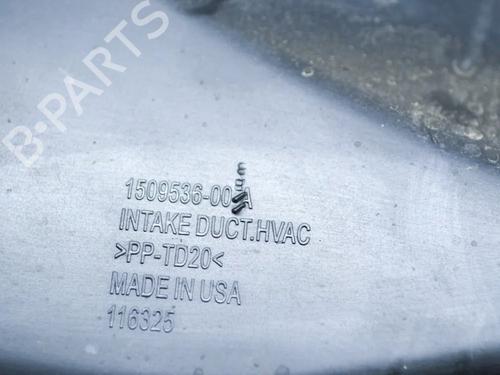 B-PARTS
1509536-00-A
INTAKE DUCT.HVAC
>PP-TD20<
MADE IN USA
116325